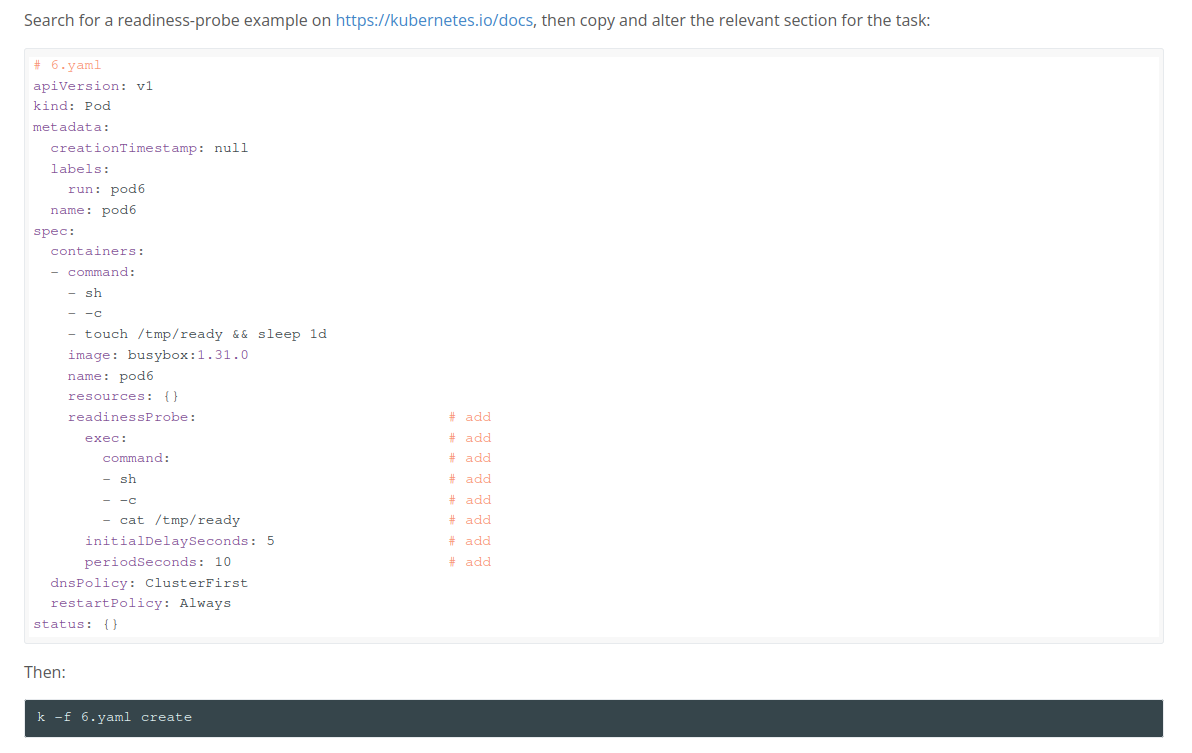 Search for a readiness-probe example on https://kubernetes.io/docs, then copy and alter the relevant section for the task:
# 6.yaml
apiVersion: v1
kind: Pod
metadata:
  creationTimestamp: null
  labels:
    run: pod6
  name: pod6
spec:
  containers:
  - command:
    - sh
    - -c
    - touch /tmp/ready && sleep 1d
    image: busybox:1.31.0
    name: pod6
    resources: {}
    readinessProbe:                             # add
      exec:                                     # add
        command:                                # add
        - sh                                    # add
        - -c                                    # add
        - cat /tmp/ready                        # add
      initialDelaySeconds: 5                    # add
      periodSeconds: 10                         # add
  dnsPolicy: ClusterFirst
  restartPolicy: Always
status: {}
Then:
k -f 6.yaml create